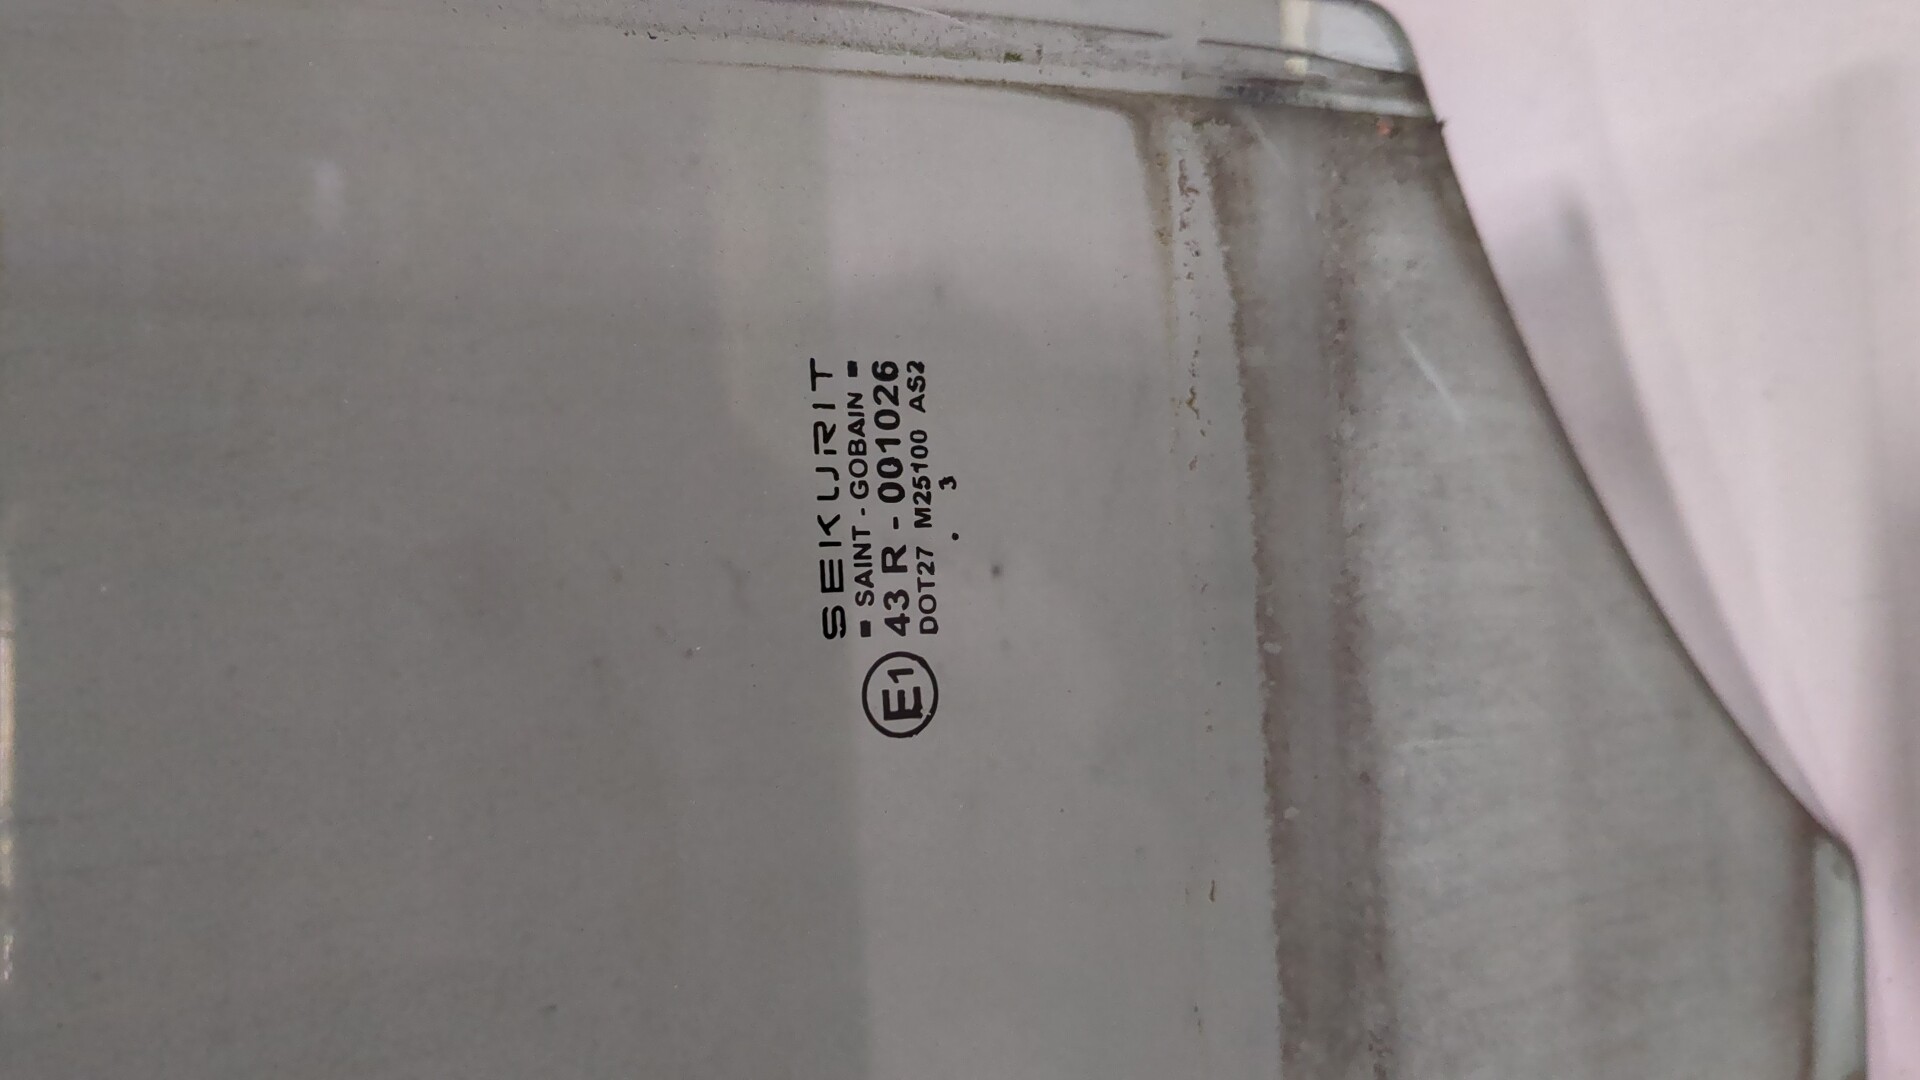 SEKURIT
▪ SAINT - GOBAIN ▪
E1 43 R - 001026
DOT27 M25100 AS2
. 3